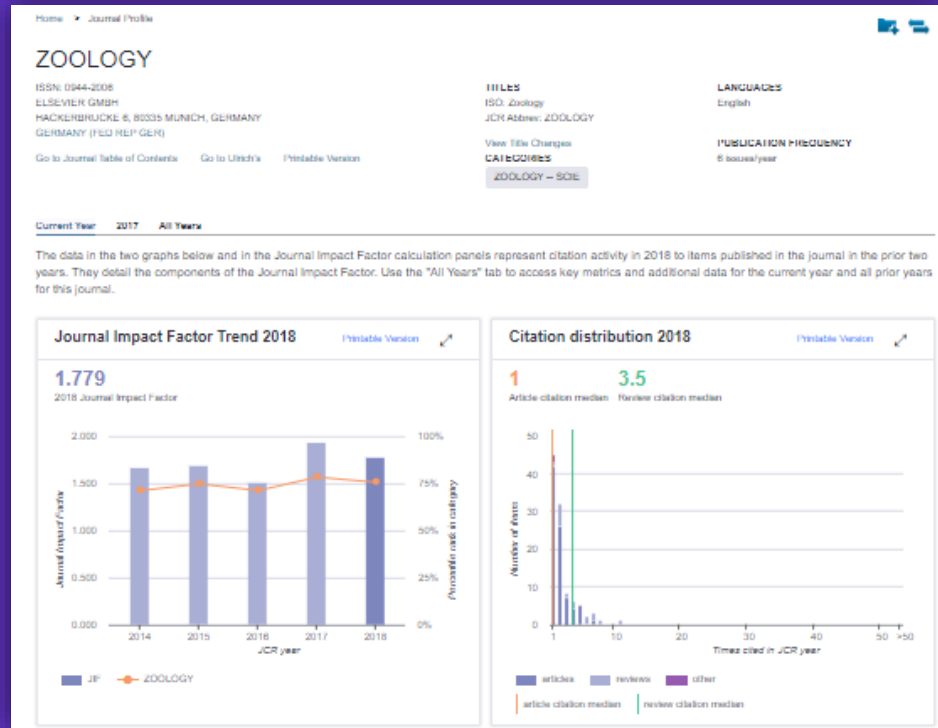 Home > Journal Profile
ZOOLOGY
ISSN: 0944-2006
ELSEVIER GMBH
HACKERBRUCKE 6, 80335 MUNICH, GERMANY
GERMANY (FED REP GER)
Go to Journal Table of Contents Go to Ulrich's Printable Version
TITLES
ISO: Zoology
JCR Abbrev: ZOOLOGY
View Title Changes
CATEGORIES
ZOOLOGY -- SCIE
LANGUAGES
English
PUBLICATION FREQUENCY
6 issues/year
Current Year 2017 All Years
The data in the two graphs below and in the Journal Impact Factor calculation panels represent citation activity in 2018 to items published in the journal in the prior two
years. They detail the components of the Journal Impact Factor. Use the "All Years" tab to access key metrics and additional data for the current year and all prior years
for this journal.
Journal Impact Factor Trend 2018 Printable Version
1.779
2018 Journal Impact Factor
2.000 100%
1.500 75%
1.000 50%
0.500 25%
0.000 0%
Journal Impact Factor
Percentile rank in category
2014 2015 2016 2017 2018
JCR year
JIF ZOOLOGY
Citation distribution 2018 Printable Version
1 3.5
Article citation median Review citation median
50
40
30
20
10
0
Number of items
1 10 20 30 40 50 >50
Times cited in JCR year
articles reviews other
article citation median review citation median